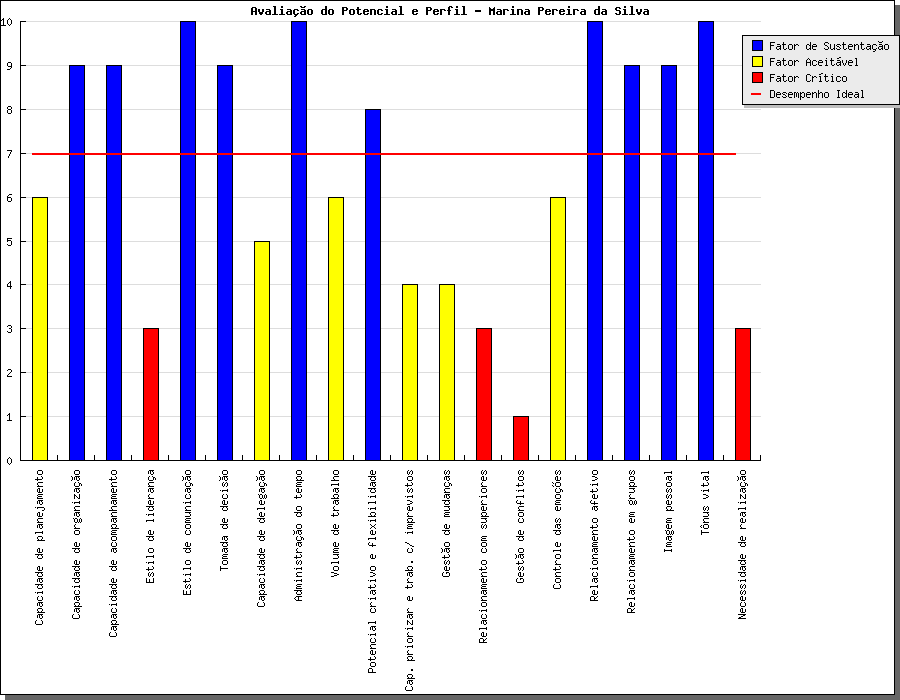 Avaliação do Potencial e Perfil - Marina Pereira da Silva
Fator de Sustentação
Fator Aceitável
Fator Crítico
Desempenho Ideal
10
9
8
7
6
5
4
3
2
1
0
Capacidade de planejamento
Capacidade de organização
Capacidade de acompanhamento
Estilo de liderança
Estilo de comunicação
Tomada de decisão
Capacidade de delegação
Administração do tempo
Volume de trabalho
Potencial criativo e flexibilidade
Cap. priorizar e trab. c/ imprevistos
Gestão de mudanças
Relacionamento com superiores
Gestão de conflitos
Controle das emoções
Relacionamento afetivo
Relacionamento em grupos
Imagem pessoal
Tônus vital
Necessidade de realização